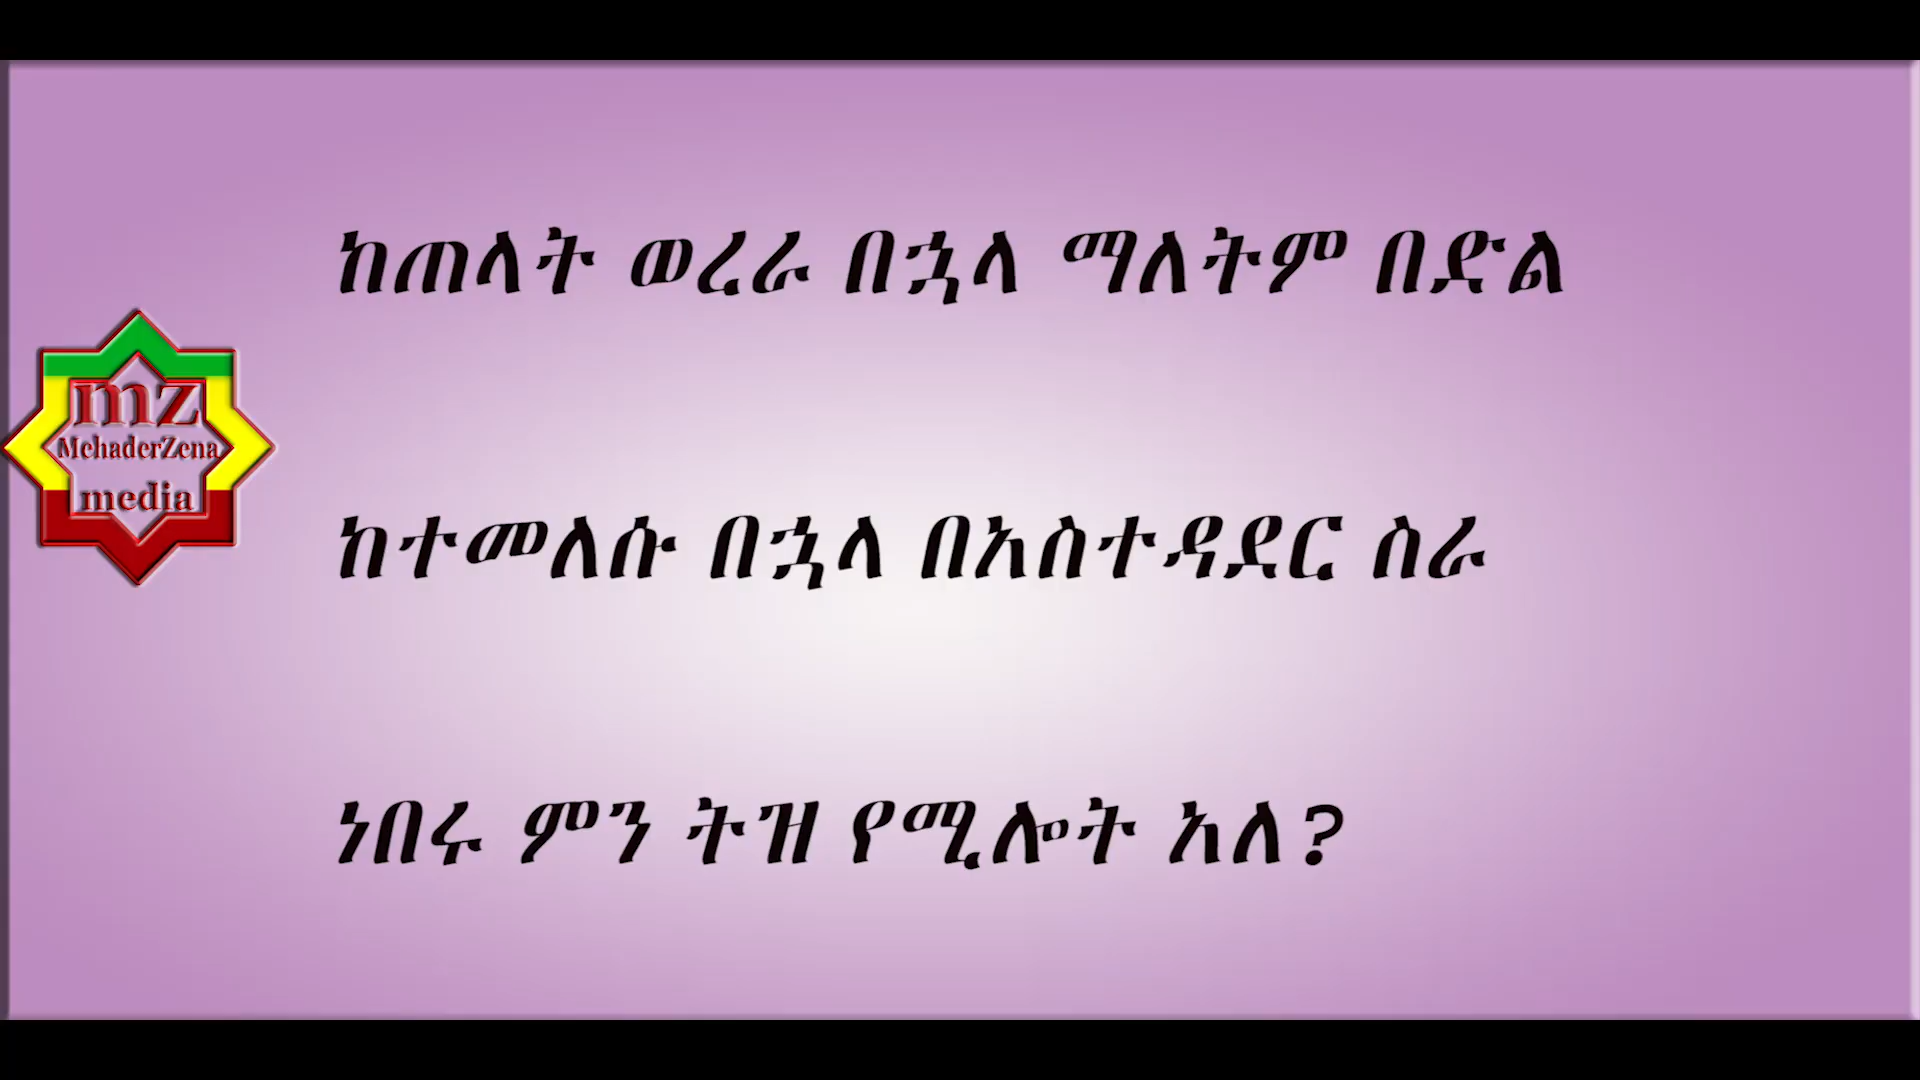 ከጠላት ወረራ በኋላ ማለትም በድል
mz
MehaderZena
media
ከተመለሱ በኋላ በአስተዳደር ስራ
ነበሩ ምን ትዝ የሚሎት አለ?